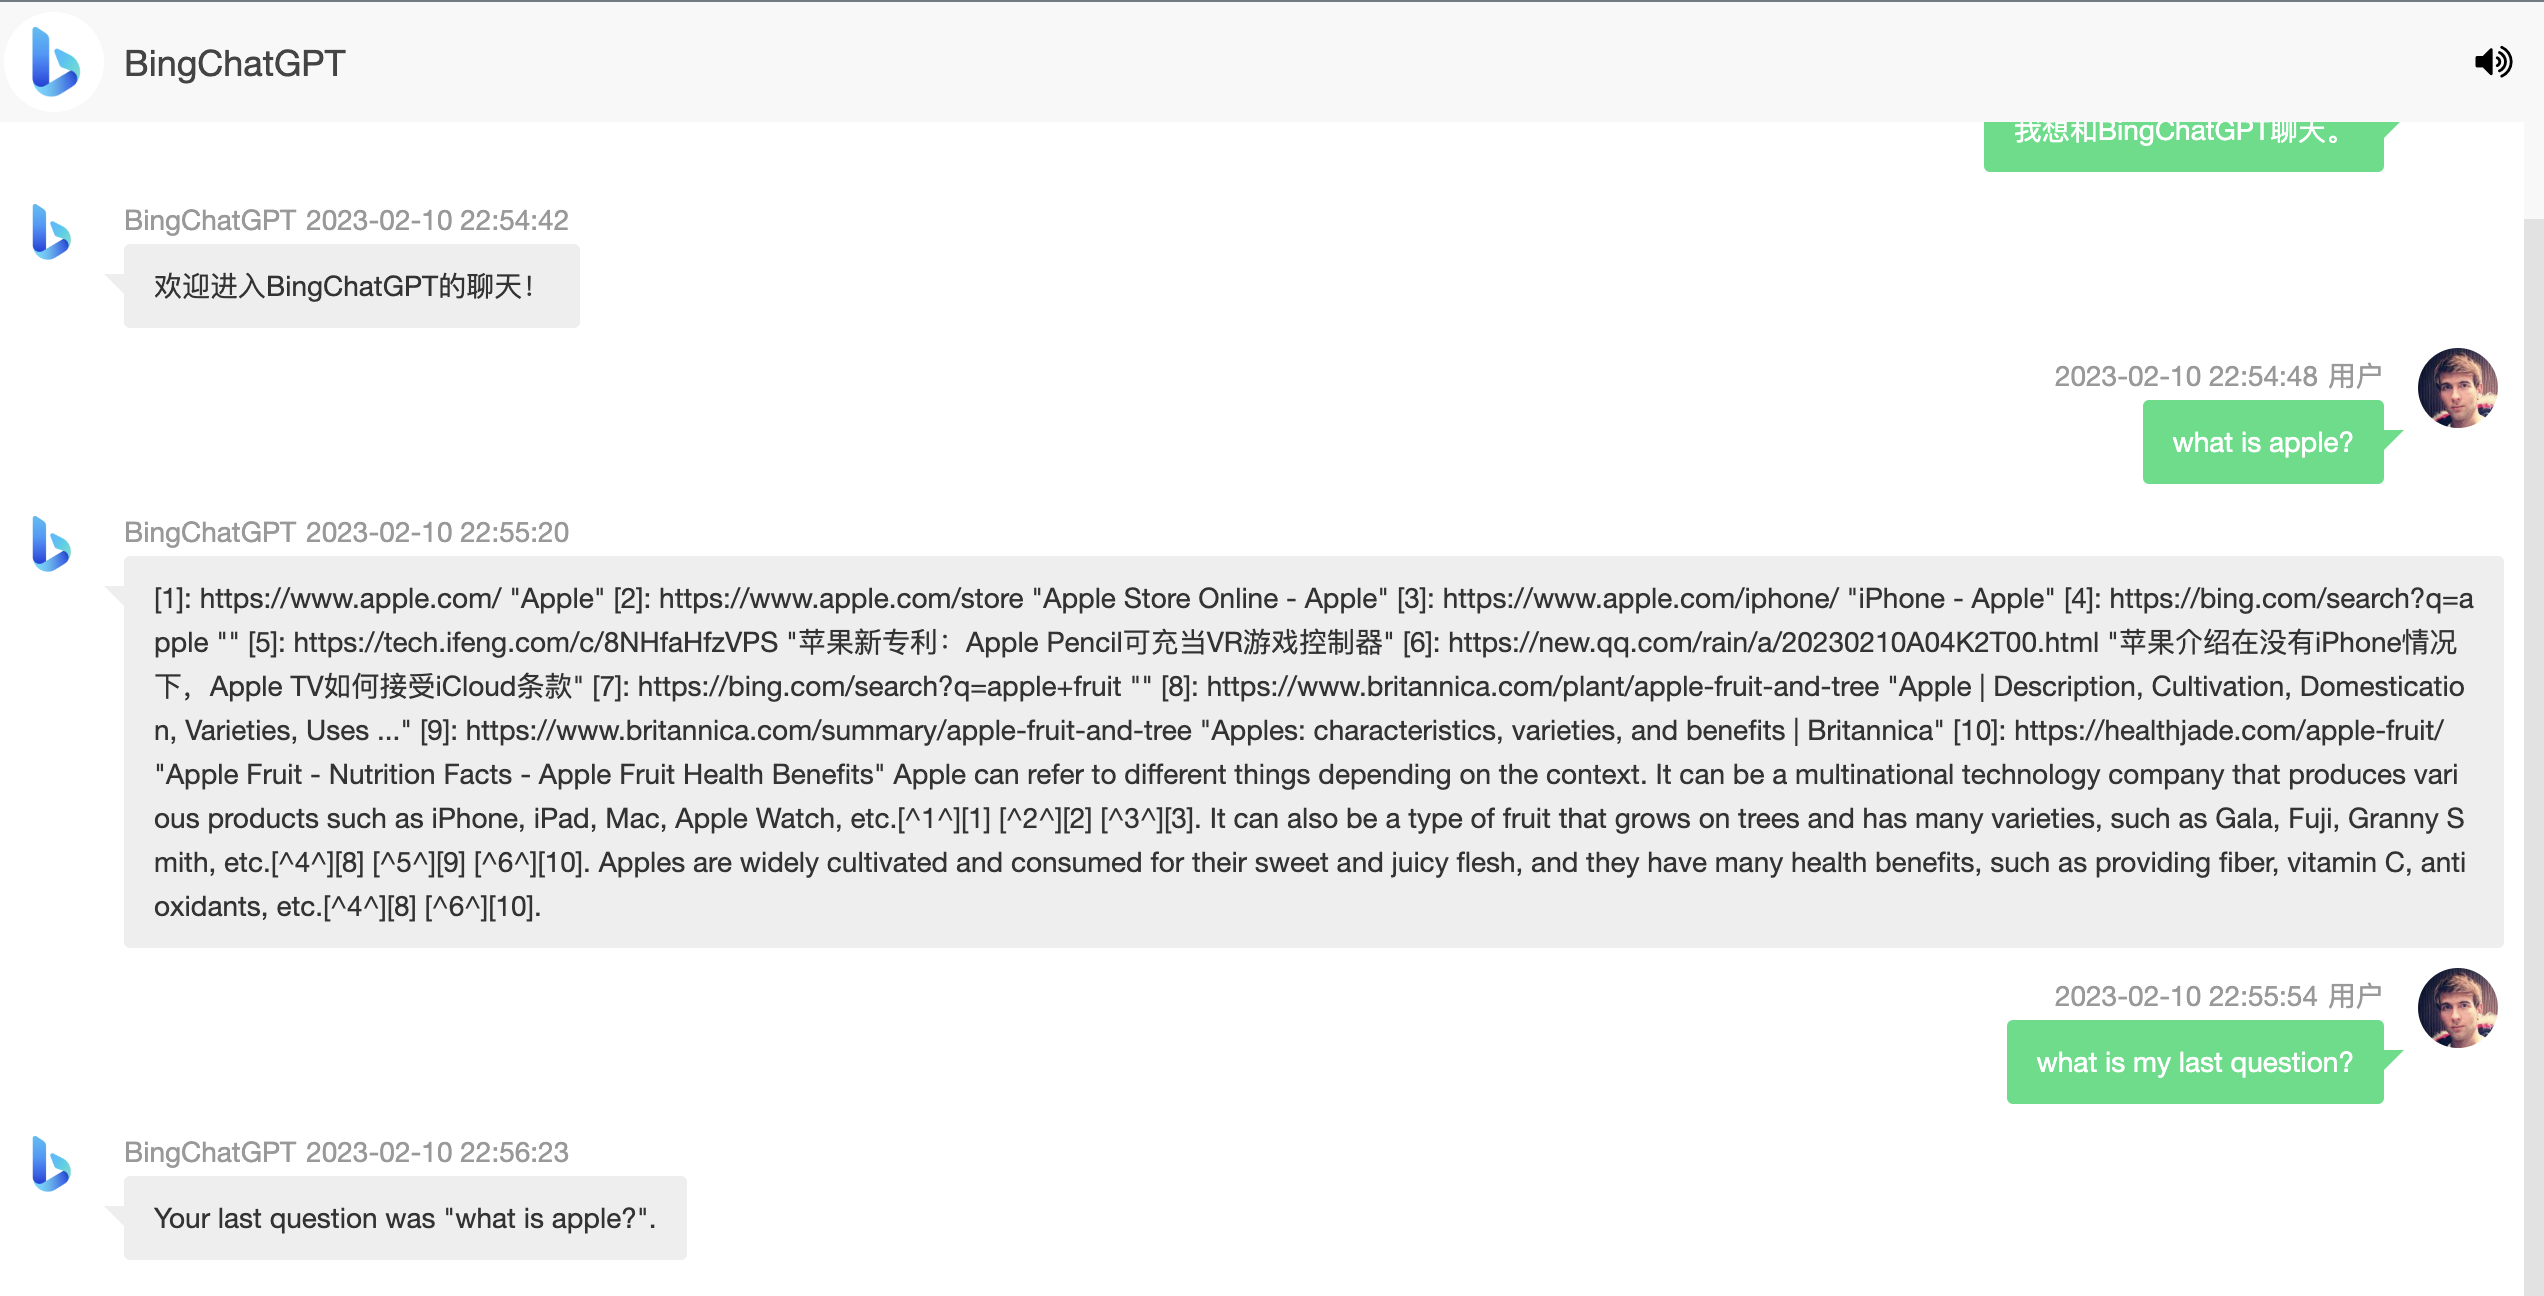 BingChatGPT
我想和BingChatGPT聊天。
BingChatGPT 2023-02-10 22:54:42
欢迎进入BingChatGPT的聊天！
2023-02-10 22:54:48 用户
what is apple?
BingChatGPT 2023-02-10 22:55:20
[1]: https://www.apple.com/ "Apple" [2]: https://www.apple.com/store "Apple Store Online - Apple" [3]: https://www.apple.com/iphone/ "iPhone - Apple" [4]: https://bing.com/search?q=a
pple "" [5]: https://tech.ifeng.com/c/8NHfaHfzVPS "苹果新专利：Apple Pencil可充当VR游戏控制器" [6]: https://new.qq.com/rain/a/20230210A04K2T00.html "苹果介绍在没有iPhone情况
下，Apple TV如何接受iCloud条款" [7]: https://bing.com/search?q=apple+fruit "" [8]: https://www.britannica.com/plant/apple-fruit-and-tree "Apple | Description, Cultivation, Domesticatio
n, Varieties, Uses ..." [9]: https://www.britannica.com/summary/apple-fruit-and-tree "Apples: characteristics, varieties, and benefits | Britannica" [10]: https://healthjade.com/apple-fruit/
"Apple Fruit - Nutrition Facts - Apple Fruit Health Benefits" Apple can refer to different things depending on the context. It can be a multinational technology company that produces vari
ous products such as iPhone, iPad, Mac, Apple Watch, etc.[^1^][1] [^2^][2] [^3^][3]. It can also be a type of fruit that grows on trees and has many varieties, such as Gala, Fuji, Granny S
mith, etc.[^4^][8] [^5^][9] [^6^][10]. Apples are widely cultivated and consumed for their sweet and juicy flesh, and they have many health benefits, such as providing fiber, vitamin C, anti
oxidants, etc.[^4^][8] [^6^][10].
2023-02-10 22:55:54 用户
what is my last question?
BingChatGPT 2023-02-10 22:56:23
Your last question was "what is apple?".